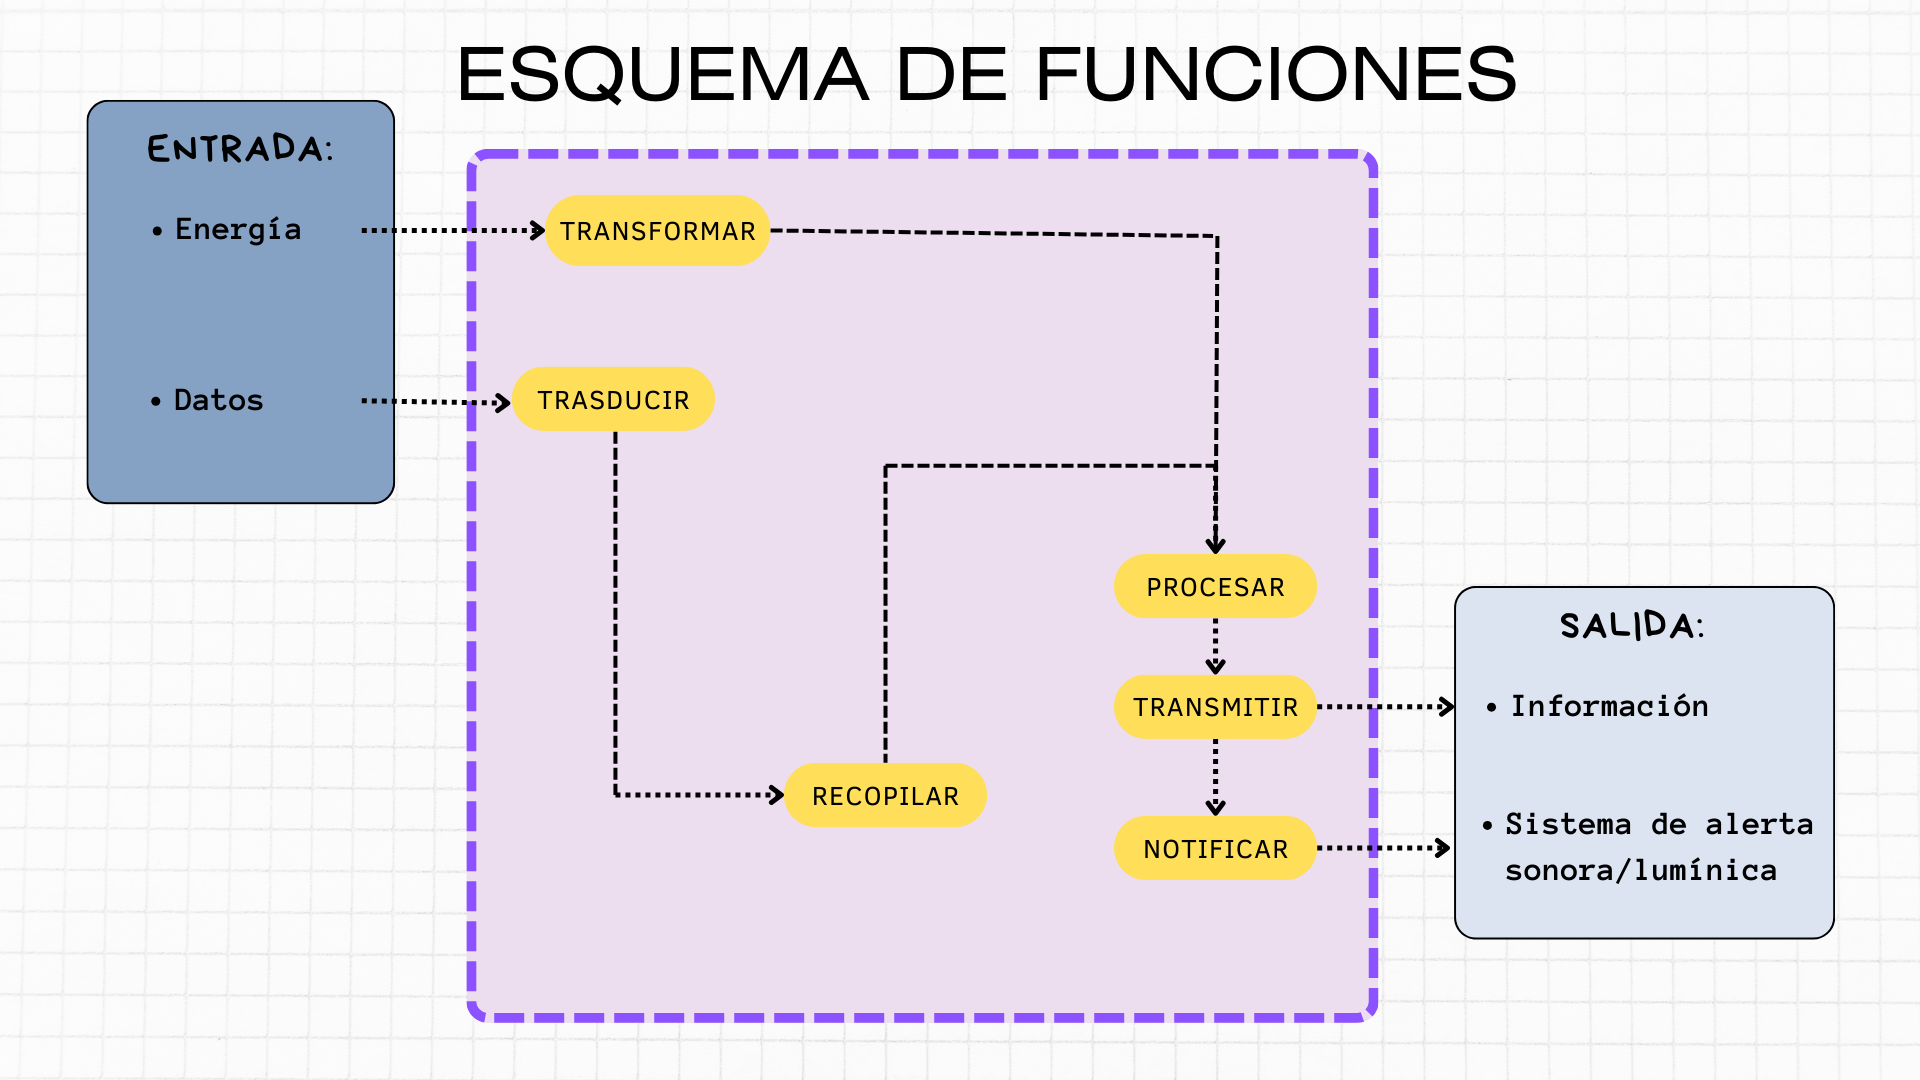 ESQUEMA DE FUNCIONES
ENTRADA:
• Energía
• Datos
TRANSFORMAR
TRASDUCIR
RECOPILAR
PROCESAR
TRANSMITIR
NOTIFICAR
SALIDA:
• Información
• Sistema de alerta
sonora/lumínica